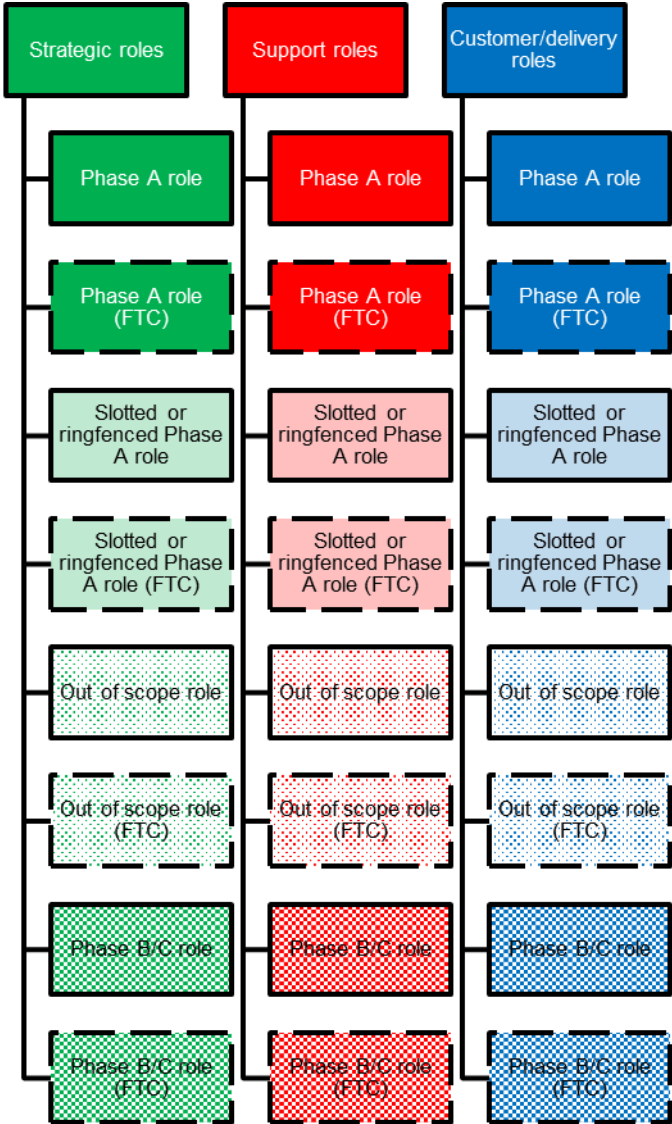 Strategic roles
Support roles
Customer/delivery
roles
Phase A role
Phase A role
Phase A role
Phase A role
(FTC)
Phase A role
(FTC)
Phase A role
(FTC)
Slotted or
ringfenced Phase
A role
Slotted or
ringfenced Phase
A role
Slotted or
ringfenced Phase
A role
Slotted or
ringfenced Phase
A role (FTC)
Slotted or
ringfenced Phase
A role (FTC)
Slotted or
ringfenced Phase
A role (FTC)
Out of scope role
Out of scope role
Out of scope role
Out of scope role
(FTC)
Out of scope role
(FTC)
Out of scope role
(FTC)
Phase B/C role
Phase B/C role
Phase B/C role
Phase B/C role
(FTC)
Phase B/C role
(FTC)
Phase B/C role
(FTC)